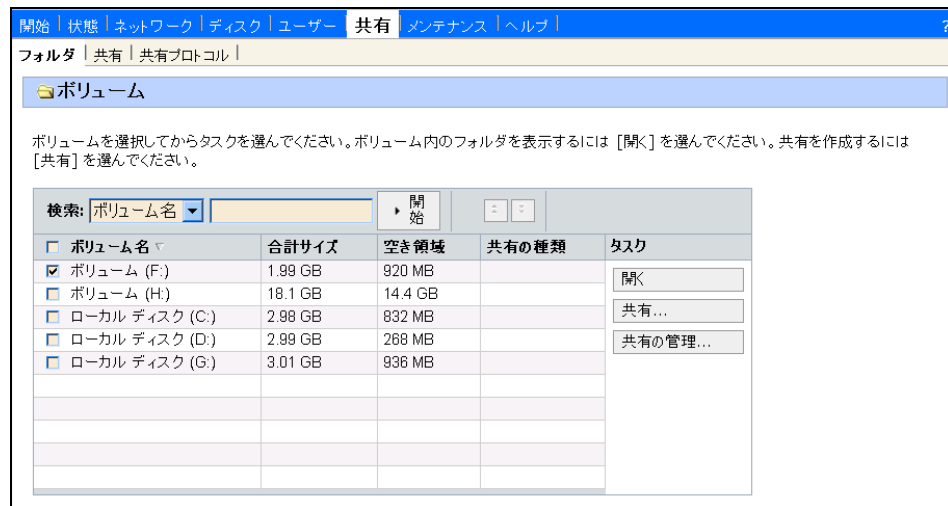 開始 状態 ネットワーク ディスク ユーザー 共有 メンテナンス ヘルプ ?
フォルダ 共有 共有プロトコル
ボリューム
ボリュームを選択してからタスクを選んでください。ボリューム内のフォルダを表示するには [開く] を選んでください。共有を作成するには
[共有] を選んでください。
検索: ボリューム名 開始
ボリューム名 合計サイズ 空き領域 共有の種類 タスク
ボリューム (F:) 1.99 GB 920 MB
開く
ボリューム (H:) 18.1 GB 14.4 GB
共有...
ローカル ディスク (C:) 2.98 GB 832 MB
ローカル ディスク (D:) 2.99 GB 268 MB
共有の管理...
ローカル ディスク (G:) 3.01 GB 936 MB